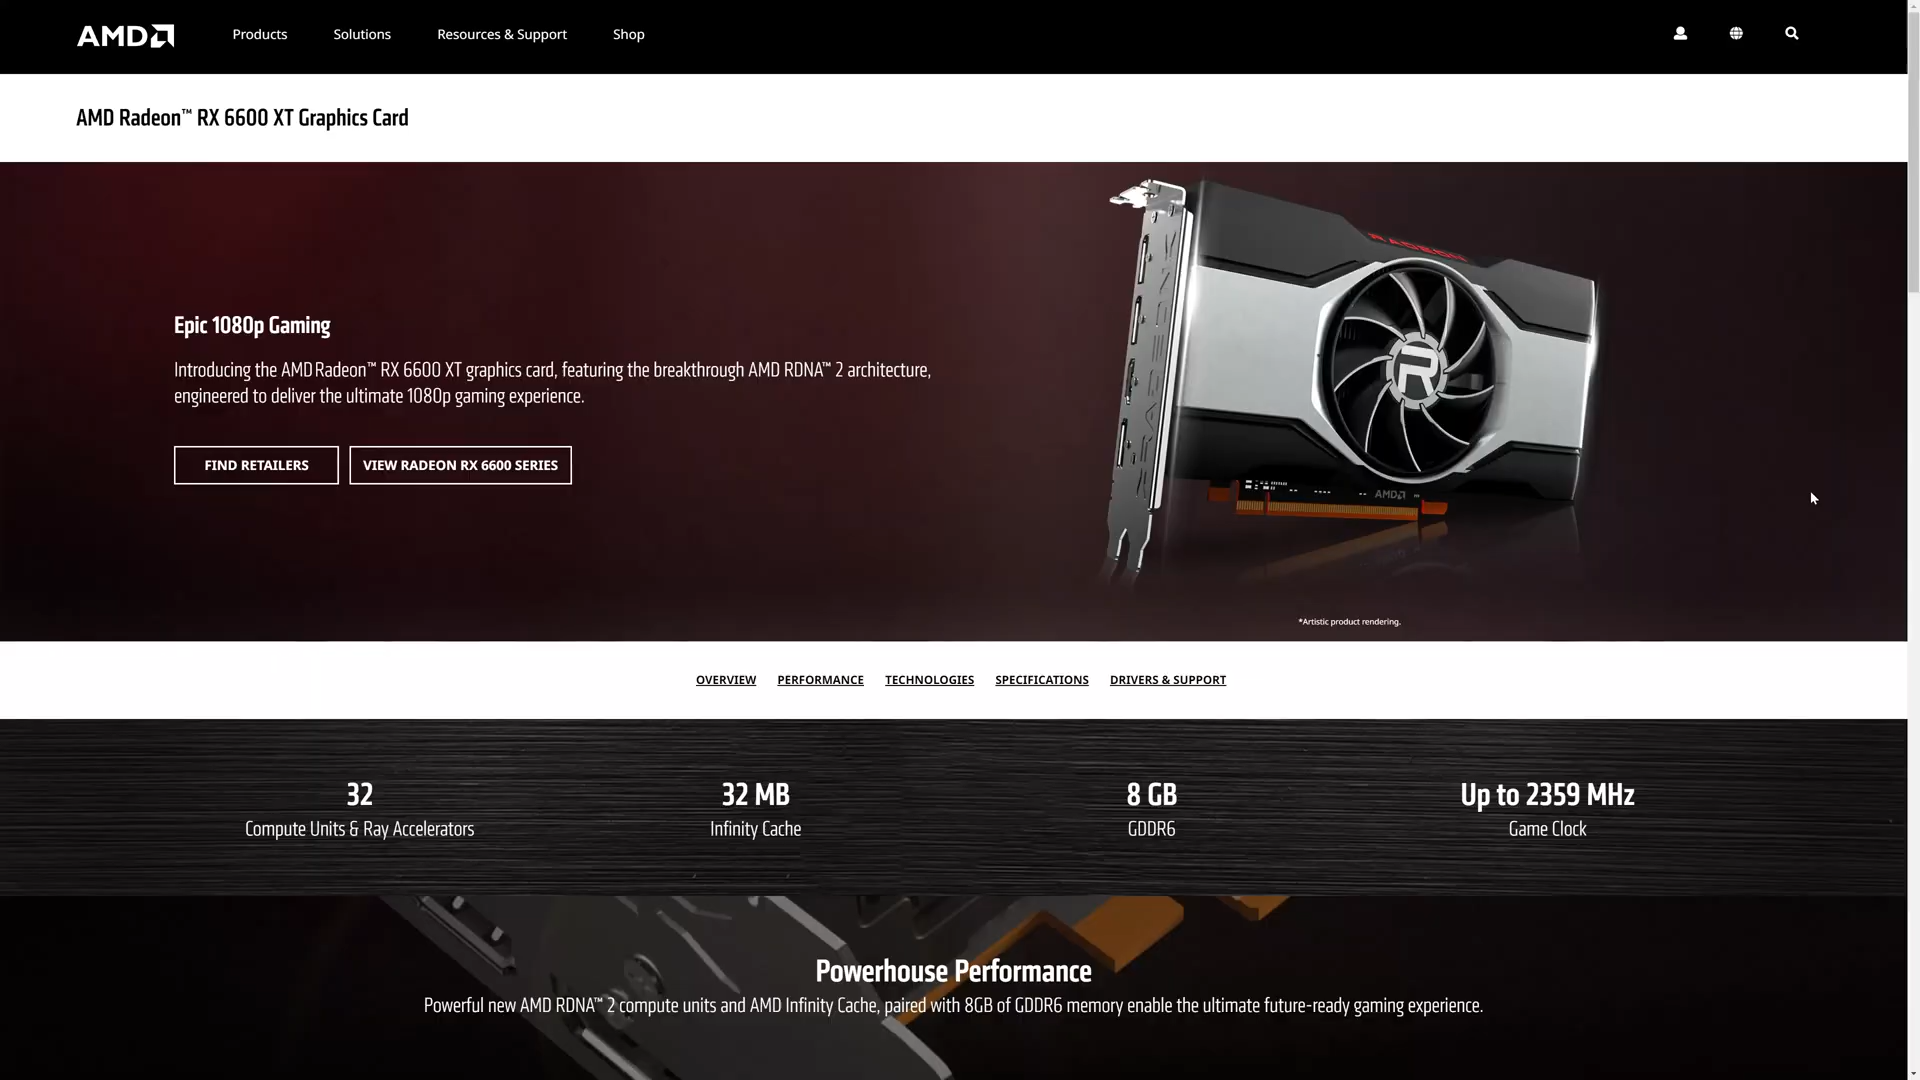 AMD
Products
Solutions
Resources & Support
Shop
AMD Radeon™ RX 6600 XT Graphics Card
RADEON
RADEON
R
AMD
Epic 1080p Gaming
Introducing the AMD Radeon™ RX 6600 XT graphics card, featuring the breakthrough AMD RDNA™ 2 architecture,
engineered to deliver the ultimate 1080p gaming experience.
FIND RETAILERS
VIEW RADEON RX 6600 SERIES
*Artistic product rendering.
OVERVIEW
PERFORMANCE
TECHNOLOGIES
SPECIFICATIONS
DRIVERS & SUPPORT
32
Compute Units & Ray Accelerators
32 MB
Infinity Cache
8 GB
GDDR6
Up to 2359 MHz
Game Clock
Powerhouse Performance
Powerful new AMD RDNA™ 2 compute units and AMD Infinity Cache, paired with 8GB of GDDR6 memory enable the ultimate future-ready gaming experience.